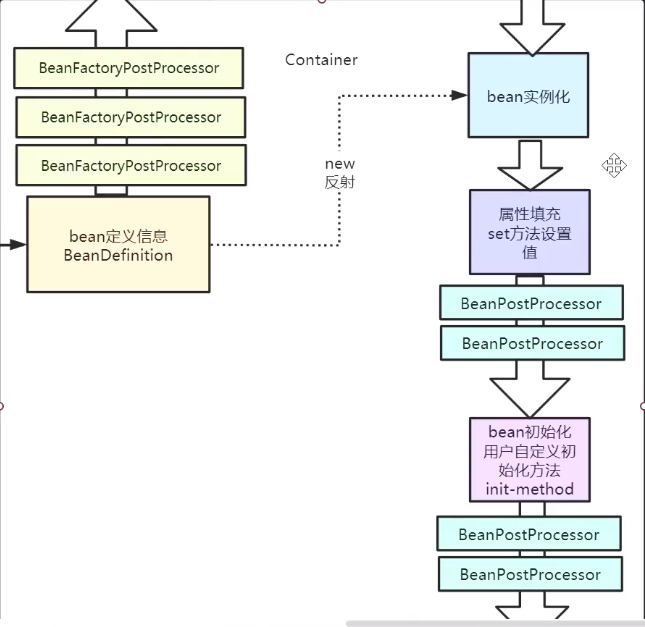 Container
BeanFactoryPostProcessor
BeanFactoryPostProcessor
BeanFactoryPostProcessor
bean定义信息
BeanDefinition
new
反射
bean实例化
属性填充
set方法设置
值
BeanPostProcessor
BeanPostProcessor
bean初始化
用户自定义初
始化方法
init-method
BeanPostProcessor
BeanPostProcessor